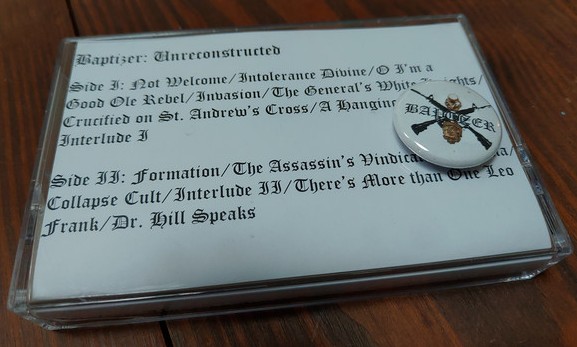 Baptizer: Unreconstructed
Side I: Not Welcome/Intolerance Divine/O I'm a
Good Ole Rebel/Invasion/The General's White Knights/
Crucified on St. Andrew's Cross/A Hanging
Interlude I
Side II: Formation/The Assassin's
Collapse Cult/Interlude II/There's More than One Leo
Frank/Dr. Hill Speaks
BAPTIZER